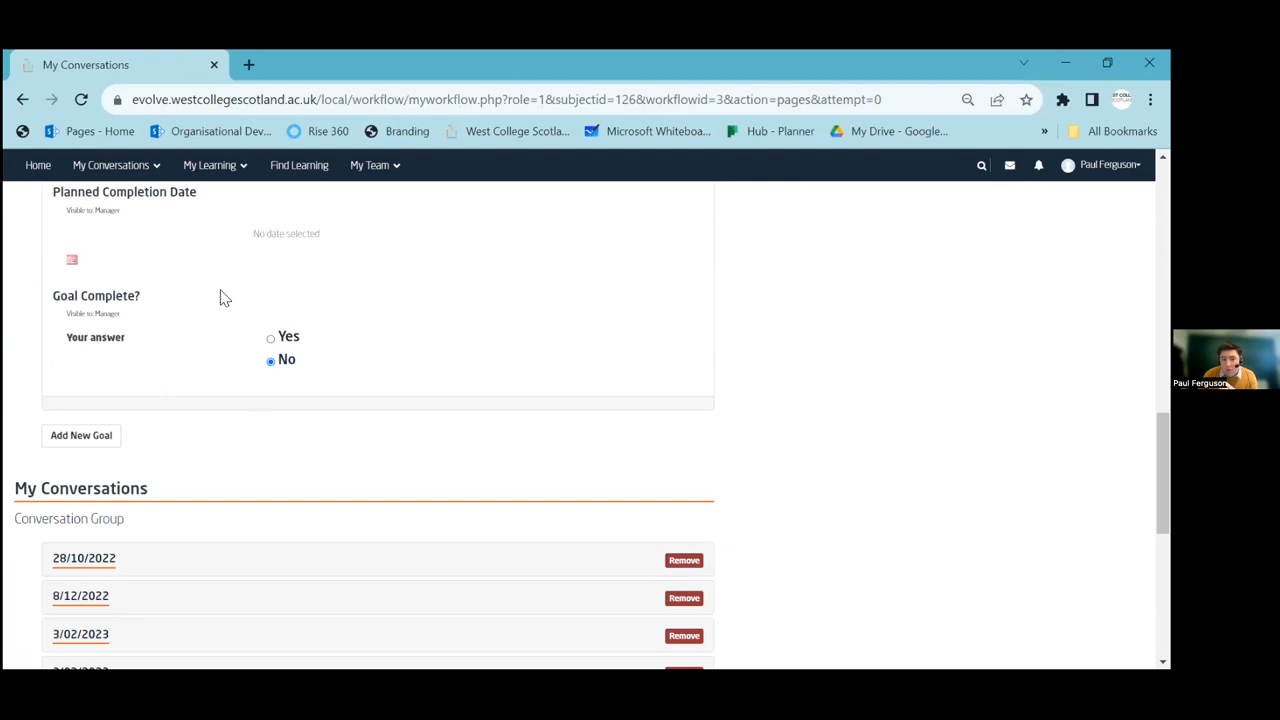 My Conversations
evolve.westcollegescotland.ac.uk/local/workflow/myworkflow.php?role=1&subjectid=126&workflowid=3&action=pages&attempt=0
Pages - Home Organisational Dev... Rise 360 Branding West College Scotla... Microsoft Whiteboa... Hub - Planner My Drive - Google... » All Bookmarks
Home My Conversations My Learning Find Learning My Team Paul Ferguson
Planned Completion Date
Visible to: Manager
No date selected
Goal Complete?
Visible to: Manager
Your answer Yes
No
Paul Ferguson
Add New Goal
My Conversations
Conversation Group
28/10/2022 Remove
8/12/2022 Remove
3/02/2023 Remove